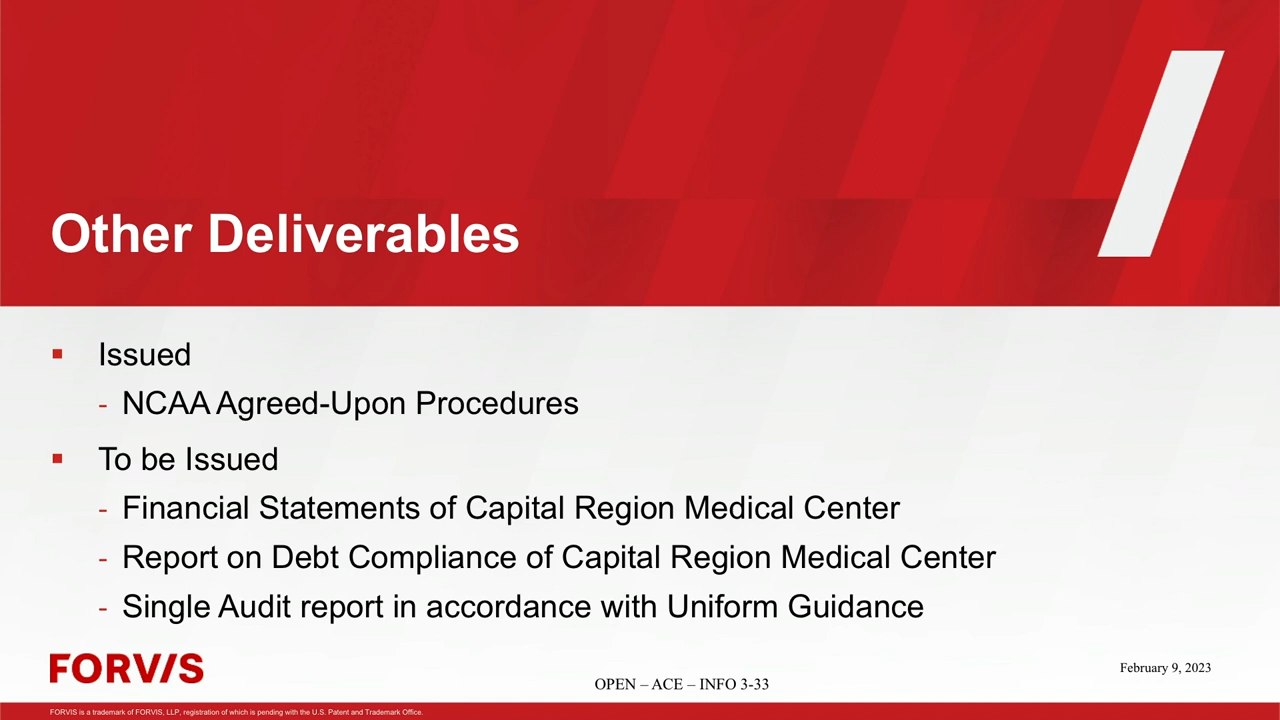 Other Deliverables
▪ Issued
- NCAA Agreed-Upon Procedures
▪ To be Issued
- Financial Statements of Capital Region Medical Center
- Report on Debt Compliance of Capital Region Medical Center
- Single Audit report in accordance with Uniform Guidance
FORVIS
February 9, 2023
OPEN – ACE – INFO 3-33
FORVIS is a trademark of FORVIS, LLP, registration of which is pending with the U.S. Patent and Trademark Office.